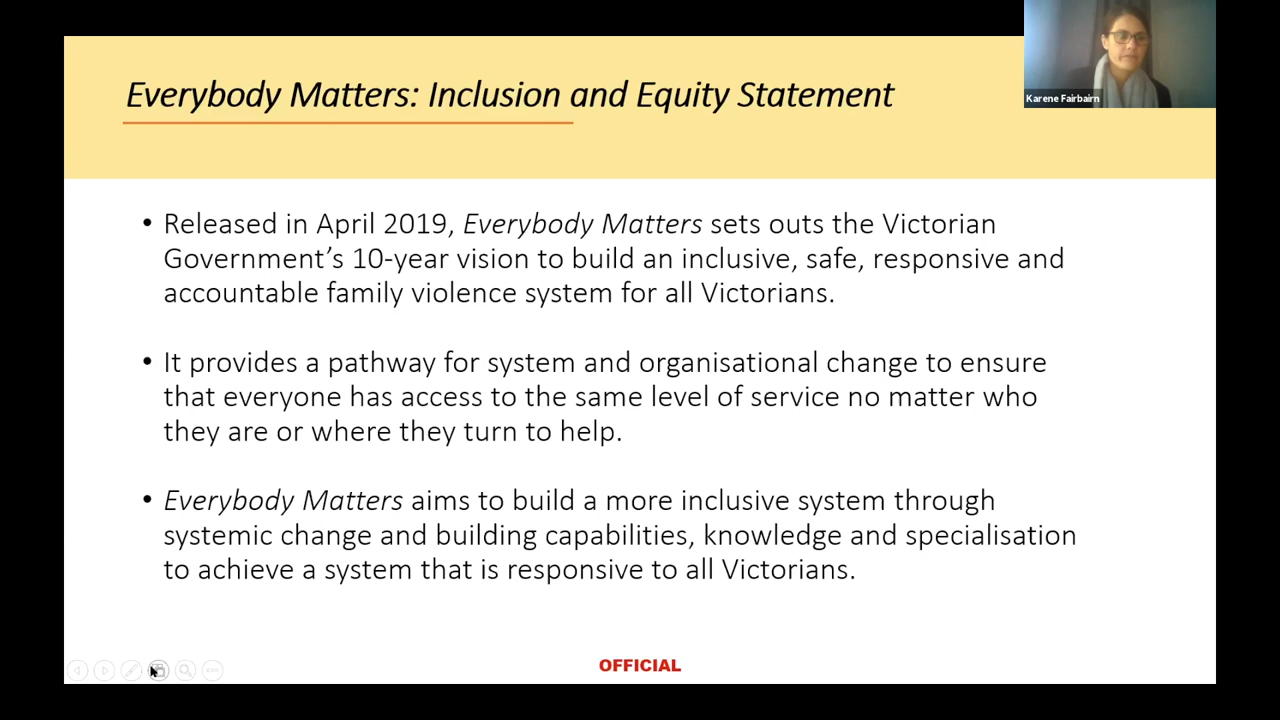 Everybody Matters: Inclusion and Equity Statement
Karene Fairbairn
• Released in April 2019, Everybody Matters sets outs the Victorian
Government’s 10-year vision to build an inclusive, safe, responsive and
accountable family violence system for all Victorians.
• It provides a pathway for system and organisational change to ensure
that everyone has access to the same level of service no matter who
they are or where they turn to help.
• Everybody Matters aims to build a more inclusive system through
systemic change and building capabilities, knowledge and specialisation
to achieve a system that is responsive to all Victorians.
OFFICIAL